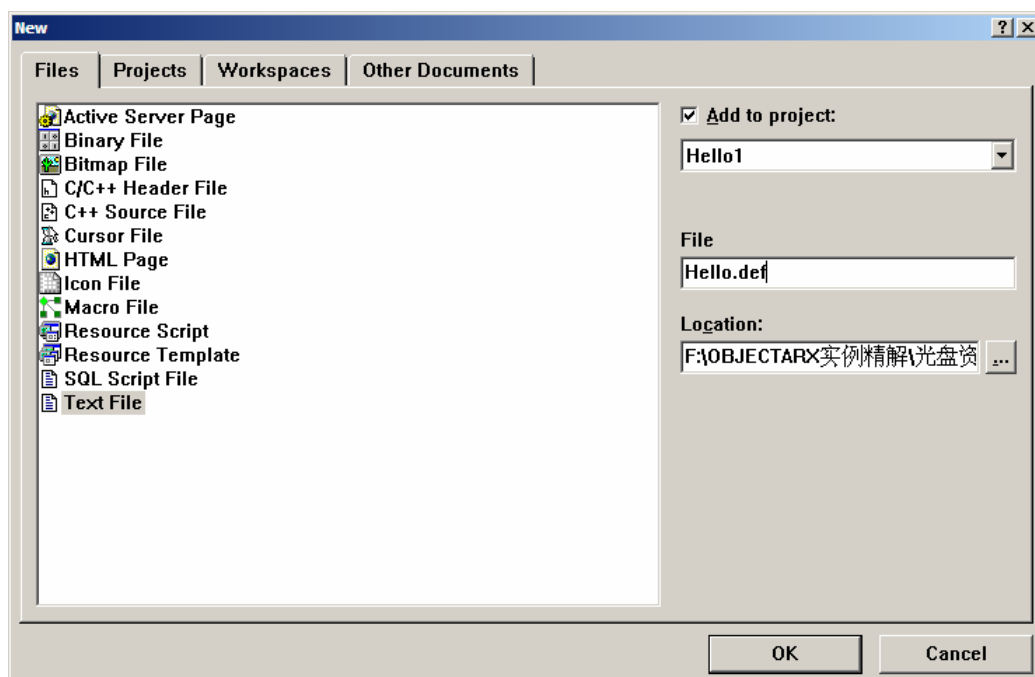 New
Files Projects Workspaces Other Documents
Active Server Page
Binary File
Bitmap File
C/C++ Header File
C++ Source File
Cursor File
HTML Page
Icon File
Macro File
Resource Script
Resource Template
SQL Script File
Text File
Add to project:
Hello1
File
Hello.def
Location:
F:\OBJECTARX实例精解\光盘资
...
OK Cancel